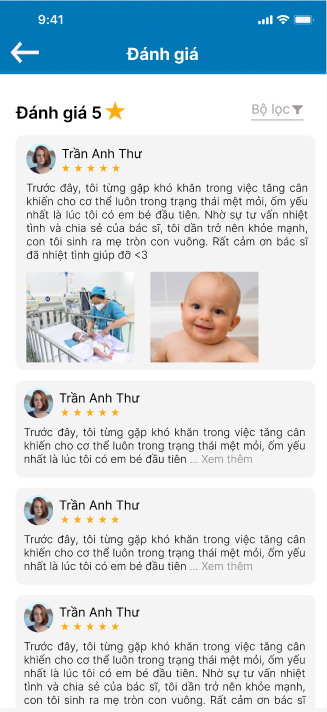 9:41
Đánh giá
Đánh giá 5
Bộ lọc
Trần Anh Thư
Trước đây, tôi từng gặp khó khăn trong việc tăng cân
khiến cho cơ thể luôn trong trạng thái mệt mỏi, ốm yếu
nhất là lúc tôi có em bé đầu tiên. Nhờ sự tư vấn nhiệt
tình và chia sẻ của bác sĩ, tôi dần trở nên khỏe mạnh,
con tôi sinh ra mẹ tròn con vuông. Rất cảm ơn bác sĩ
đã nhiệt tình giúp đỡ <3
Trần Anh Thư
Trước đây, tôi từng gặp khó khăn trong việc tăng cân
khiến cho cơ thể luôn trong trạng thái mệt mỏi, ốm yếu
nhất là lúc tôi có em bé đầu tiên ... Xem thêm
Trần Anh Thư
Trước đây, tôi từng gặp khó khăn trong việc tăng cân
khiến cho cơ thể luôn trong trạng thái mệt mỏi, ốm yếu
nhất là lúc tôi có em bé đầu tiên ... Xem thêm
Trần Anh Thư
Trước đây, tôi từng gặp khó khăn trong việc tăng cân
khiến cho cơ thể luôn trong trạng thái mệt mỏi, ốm yếu
nhất là lúc tôi có em bé đầu tiên. Nhờ sự tư vấn nhiệt
tình và chia sẻ của bác sĩ, tôi dần trở nên khỏe mạnh,
con tôi sinh ra mẹ tròn con vuông. Rất cảm ơn bác sĩ